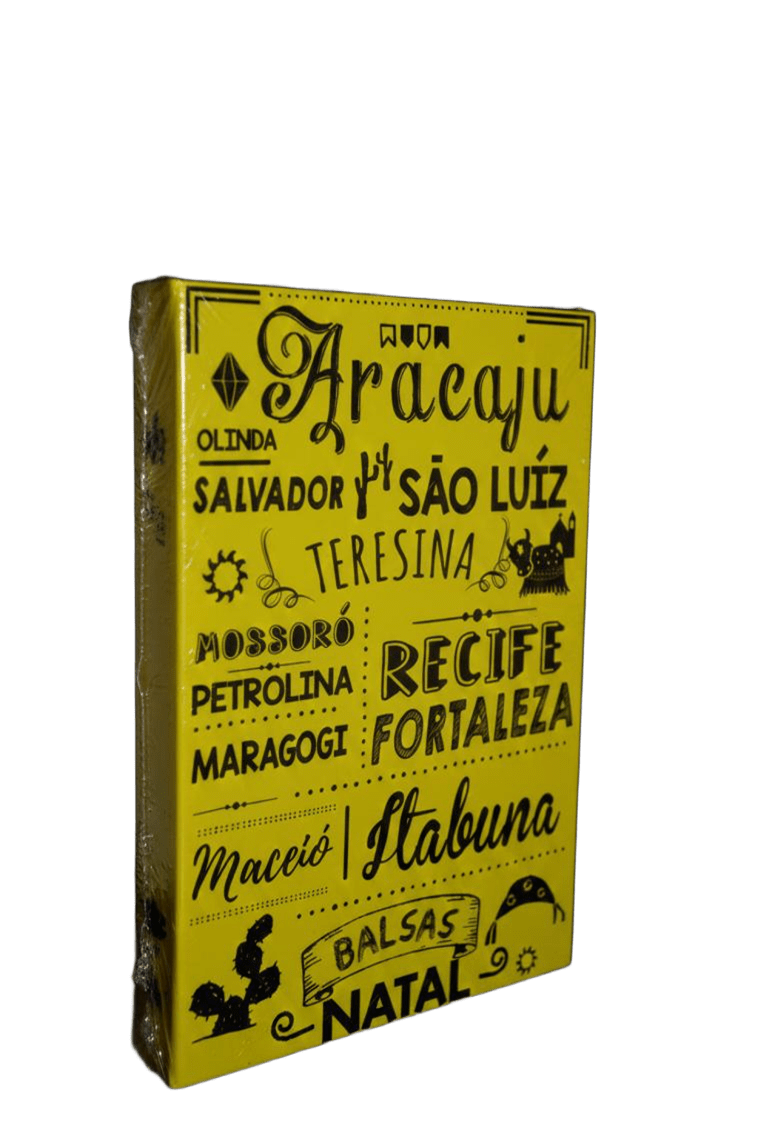 Aracaju
OLINDA
SALVADOR SÃO LUÍZ
TERESINA
MOSSORÓ
RECIFE
PETROLINA
FORTALEZA
MARAGOGI
Maceió Itabuna
BALSAS
NATAL